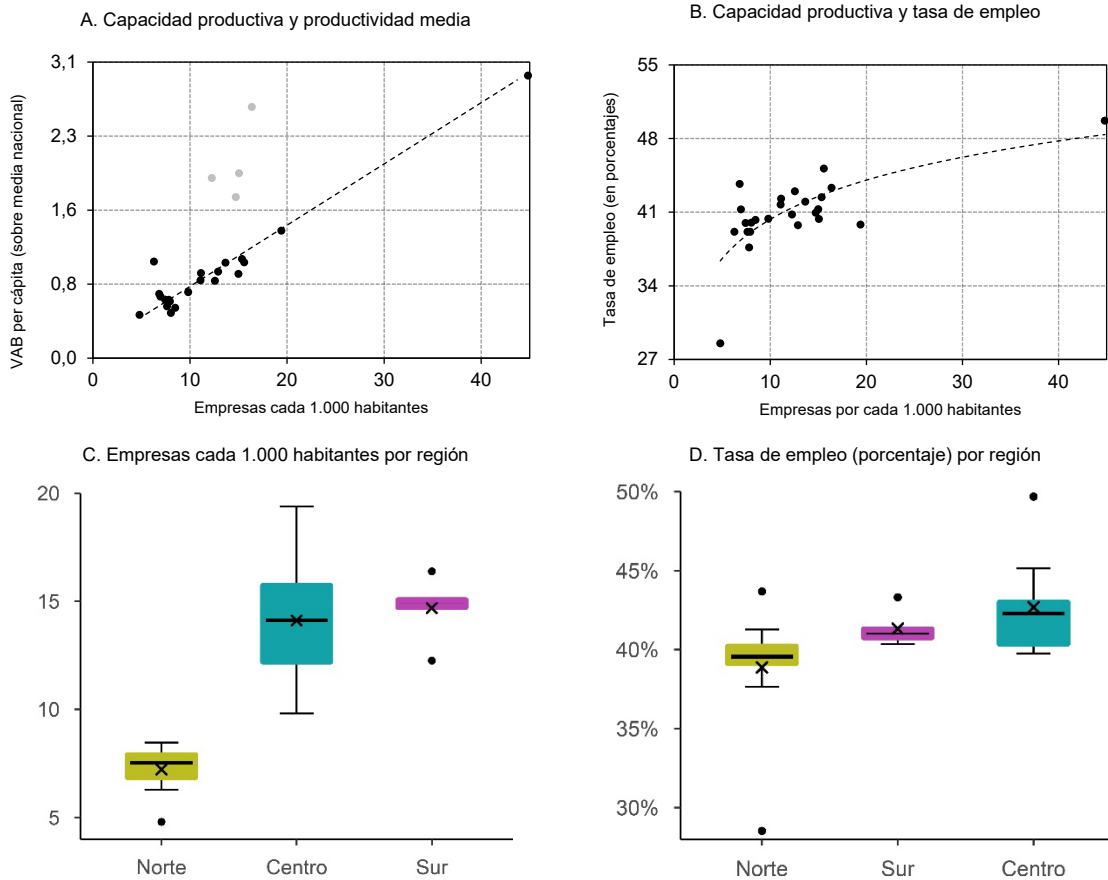 A. Capacidad productiva y productividad media
VAB per cápita (sobre media nacional)
3,1
2,3
1,6
0,8
0,0
0 10 20 30 40
Empresas cada 1.000 habitantes
B. Capacidad productiva y tasa de empleo
Tasa de empleo (en porcentajes)
55
48
41
34
27
0 10 20 30 40
Empresas por cada 1.000 habitantes
C. Empresas cada 1.000 habitantes por región
20
15
10
5
Norte Centro Sur
D. Tasa de empleo (porcentaje) por región
50%
45%
40%
35%
30%
Norte Sur Centro